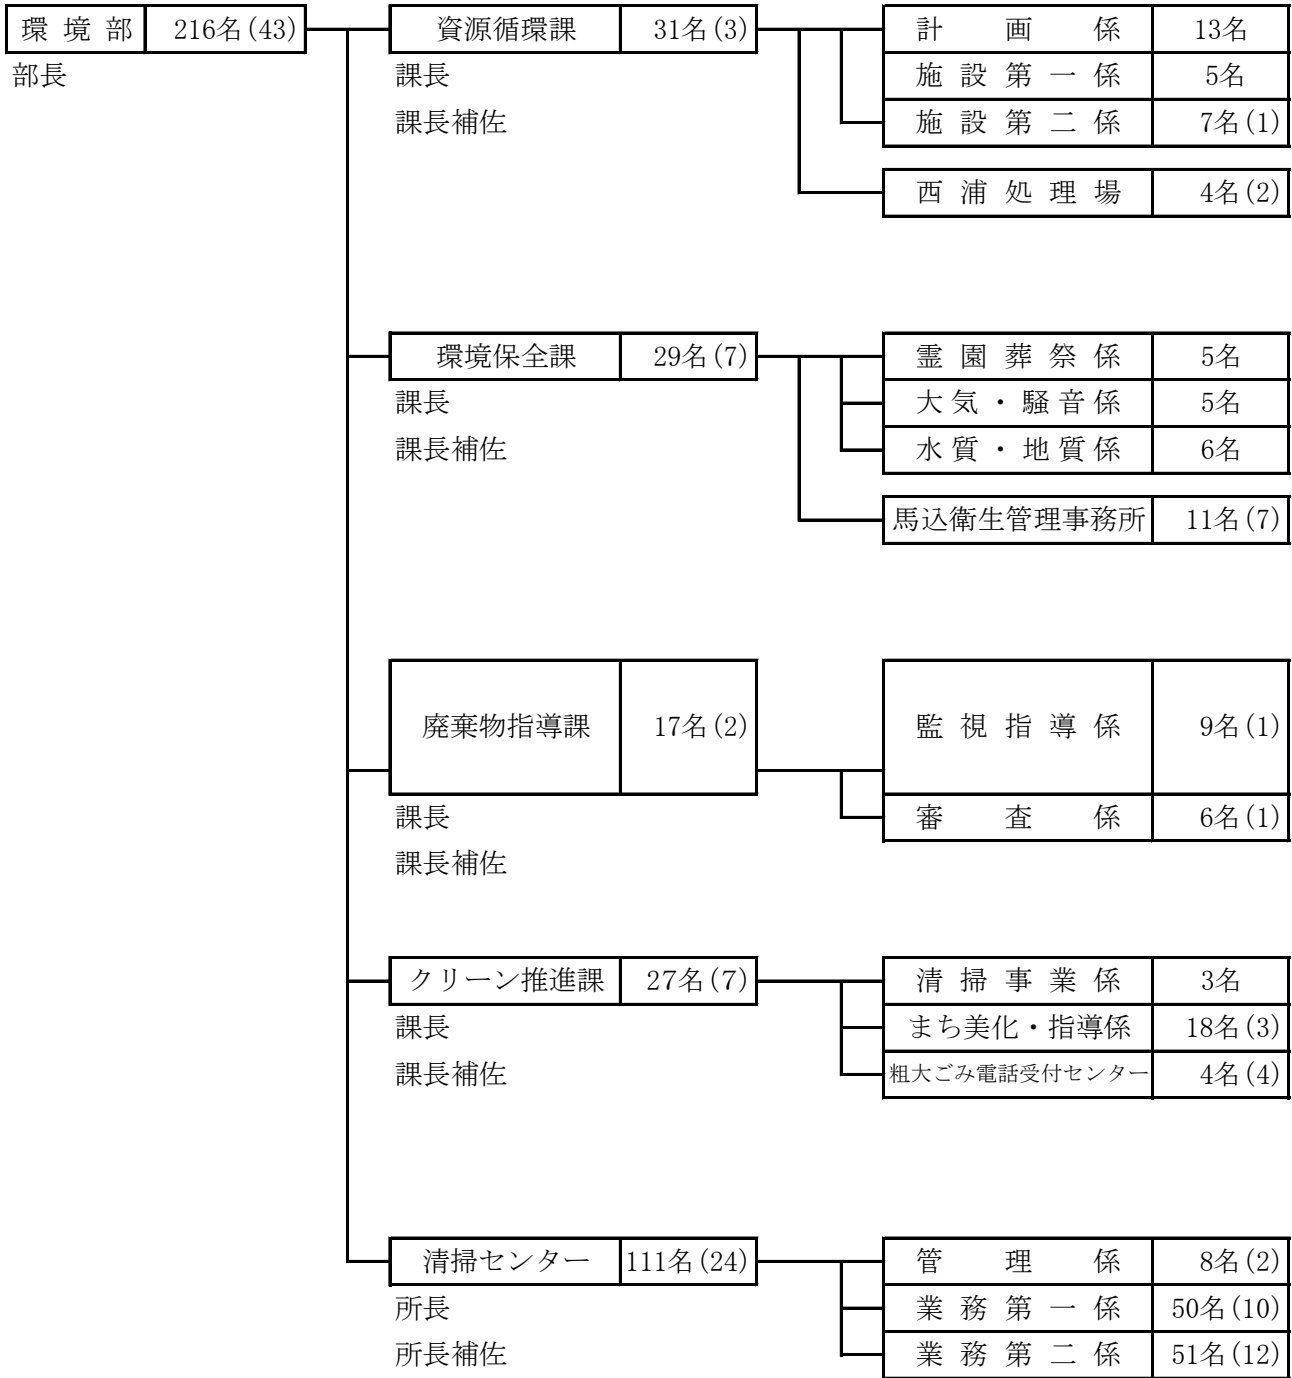 環境部 216名(43) 資源循環課 31名(3) 計画係 13名
部長 課長 施設第一係 5名
課長補佐 施設第二係 7名(1)
西浦処理場 4名(2)
環境保全課 29名(7) 霊園葬祭係 5名
課長 大気・騒音係 5名
課長補佐 水質・地質係 6名
馬込衛生管理事務所 11名(7)
廃棄物指導課 17名(2) 監視指導係 9名(1)
課長 審査係 6名(1)
課長補佐
クリーン推進課 27名(7) 清掃事業係 3名
課長 まち美化・指導係 18名(3)
課長補佐 粗大ごみ電話受付センター 4名(4)
清掃センター 111名(24) 管理係 8名(2)
所長 業務第一係 50名(10)
所長補佐 業務第二係 51名(12)